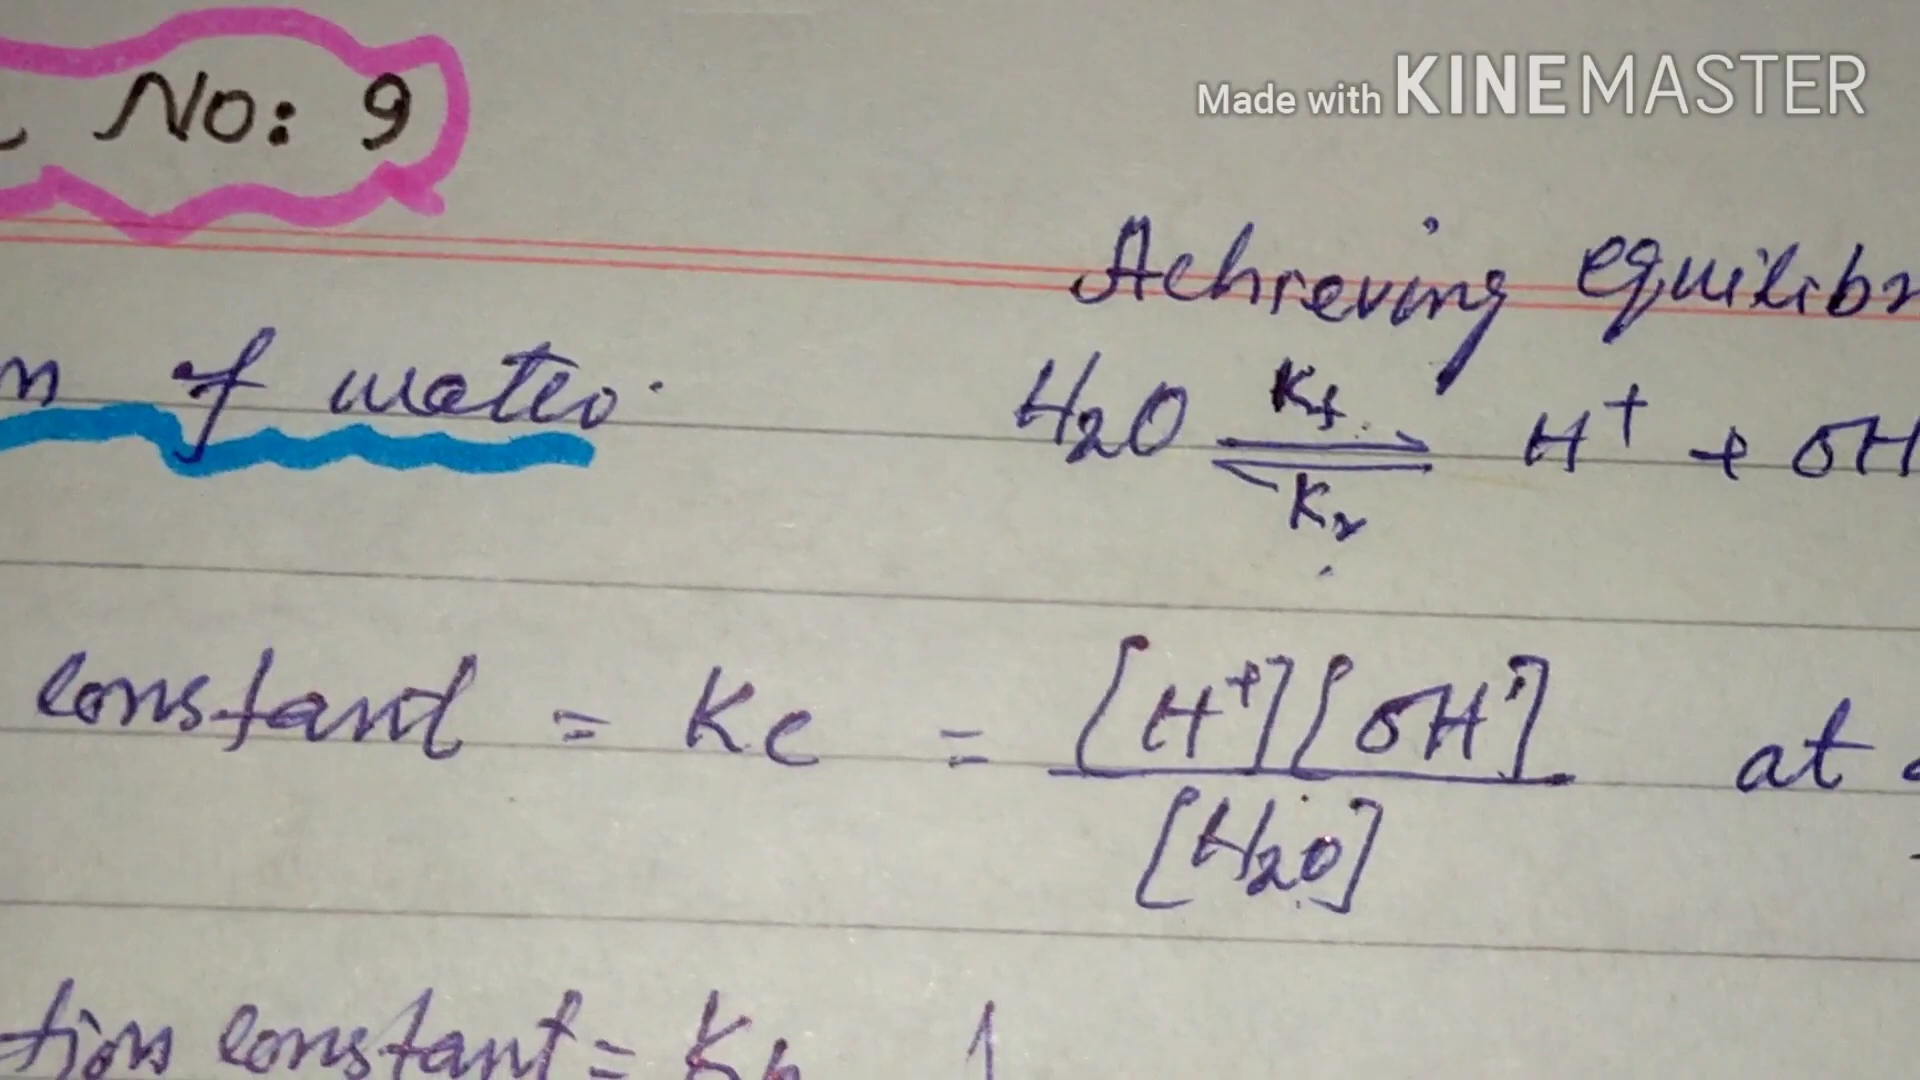 No: 9
Made with KINEMASTER
Achieving equilibr
n of water.
H₂O ⇌ H⁺ + OH
Kf
Kr
constant = Kc = [H⁺][OH⁻] at
[H₂O]
tion constant =